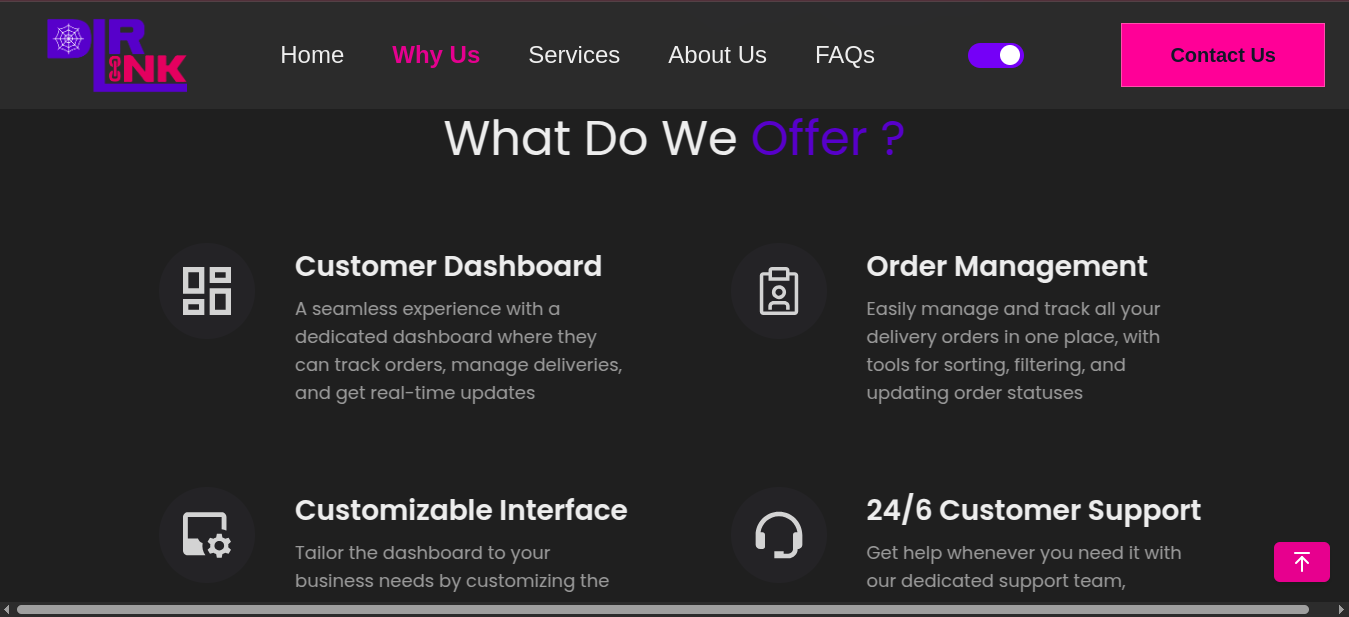 DIR
LINK
Home
Why Us
Services
About Us
FAQs
Contact Us
What Do We Offer ?
Customer Dashboard
A seamless experience with a
dedicated dashboard where they
can track orders, manage deliveries,
and get real-time updates
Order Management
Easily manage and track all your
delivery orders in one place, with
tools for sorting, filtering, and
updating order statuses
Customizable Interface
Tailor the dashboard to your
business needs by customizing the
24/6 Customer Support
Get help whenever you need it with
our dedicated support team,